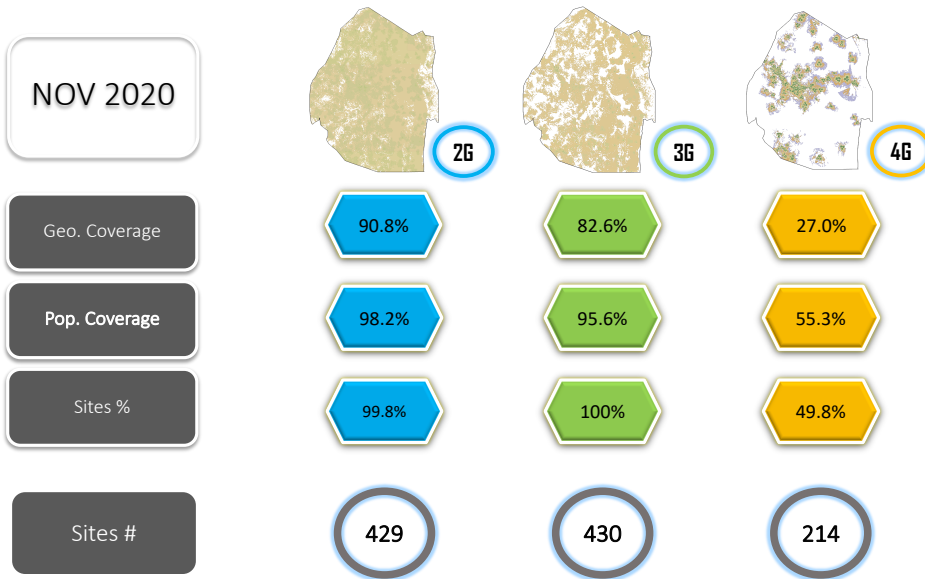 NOV 2020
2G
3G
4G
Geo. Coverage
90.8%
82.6%
27.0%
Pop. Coverage
98.2%
95.6%
55.3%
Sites %
99.8%
100%
49.8%
Sites #
429
430
214